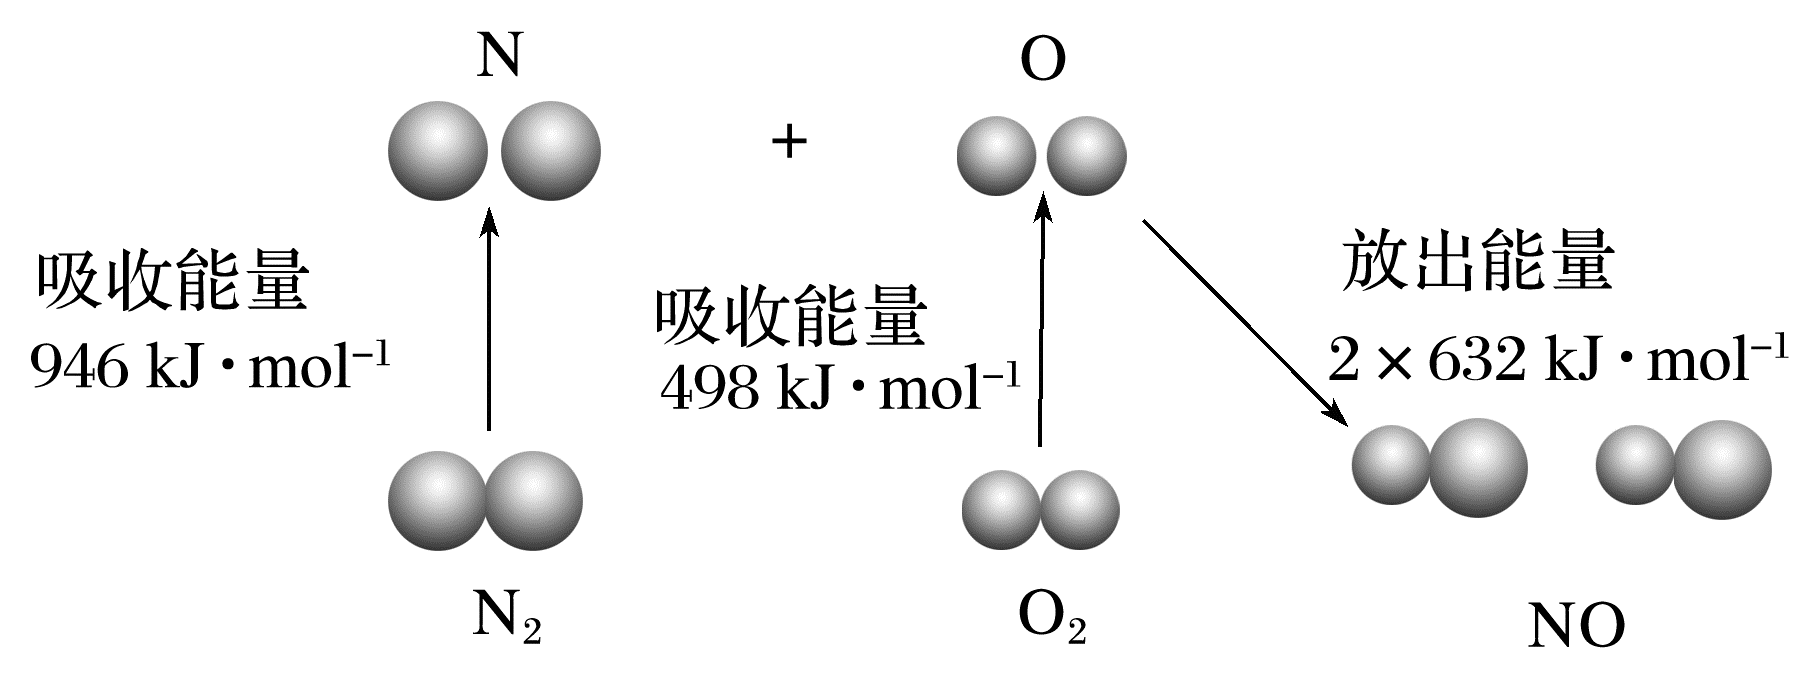 N
O
+
吸收能量
946 kJ·mol⁻¹
吸收能量
498 kJ·mol⁻¹
放出能量
2 × 632 kJ·mol⁻¹
N₂
O₂
NO